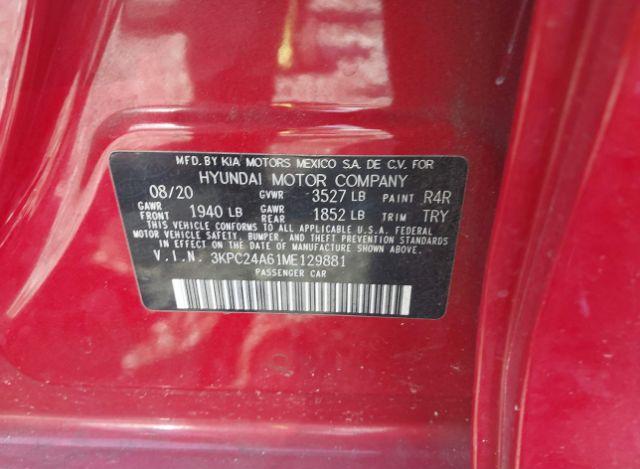 MFD. BY KIA MOTORS MEXICO S.A. DE C.V. FOR
HYUNDAI MOTOR COMPANY
08/20 GVWR 3527 LB PAINT R4R
GAWR FRONT 1940 LB GAWR REAR 1852 LB TRIM TRY
THIS VEHICLE CONFORMS TO ALL APPLICABLE U.S.A. FEDERAL
MOTOR VEHICLE SAFETY, BUMPER, AND THEFT PREVENTION
STANDARDS IN EFFECT ON THE DATE OF MANUFACTURE SHOWN ABOVE.
V.I.N. 3KPC24A61ME129881
PASSENGER CAR